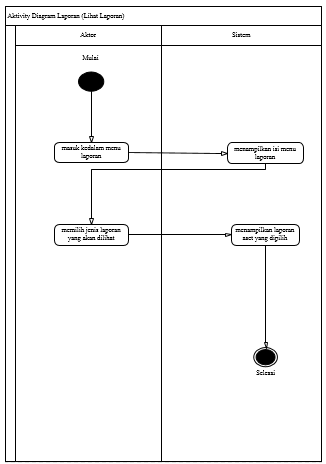 Aktivity Diagram Laporan (Lihat Laporan)
Aktor
Sistem
Mulai
masuk kedalam menu
laporan
menampilkan isi menu
laporan
memilih jenis laporan
yang akan dilihat
menampilkan laporan
aset yang dipilih
Selesai